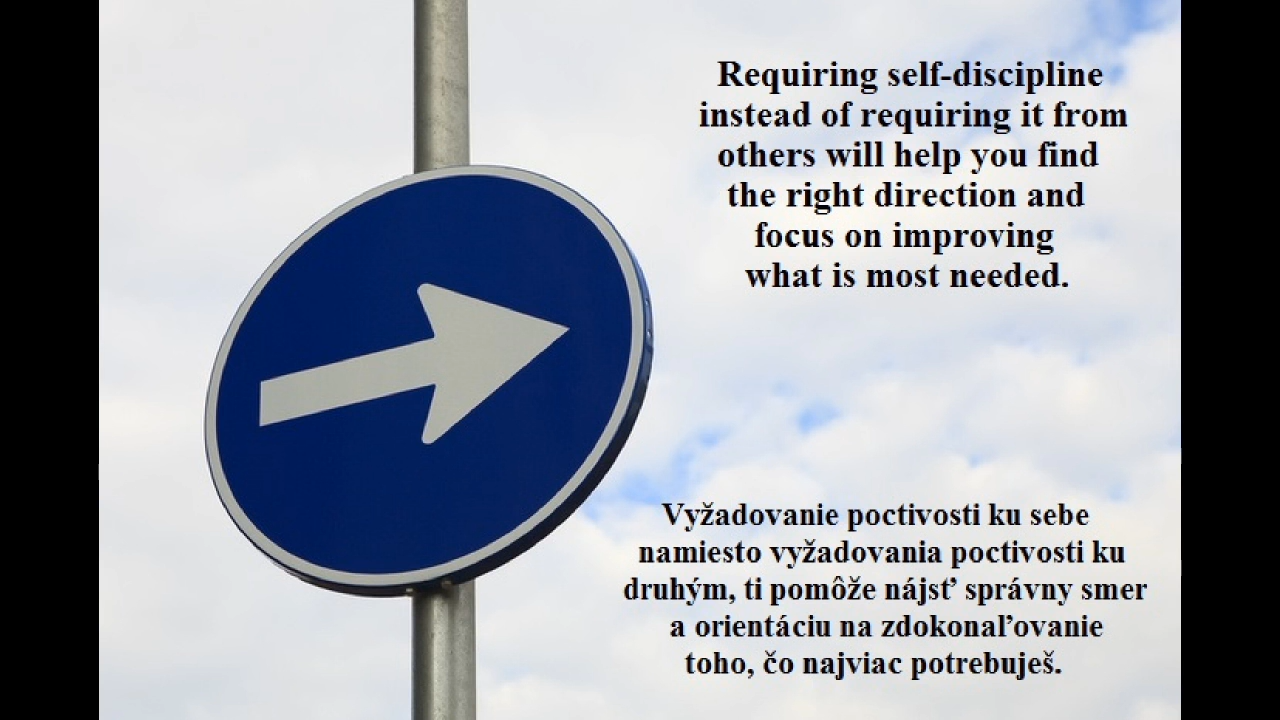 Requiring self-discipline
instead of requiring it from
others will help you find
the right direction and
focus on improving
what is most needed.
Vyžadovanie poctivosti ku sebe
namiesto vyžadovania poctivosti ku
druhým, ti pomôže nájsť správny smer
a orientáciu na zdokonaľovanie
toho, čo najviac potrebuješ.